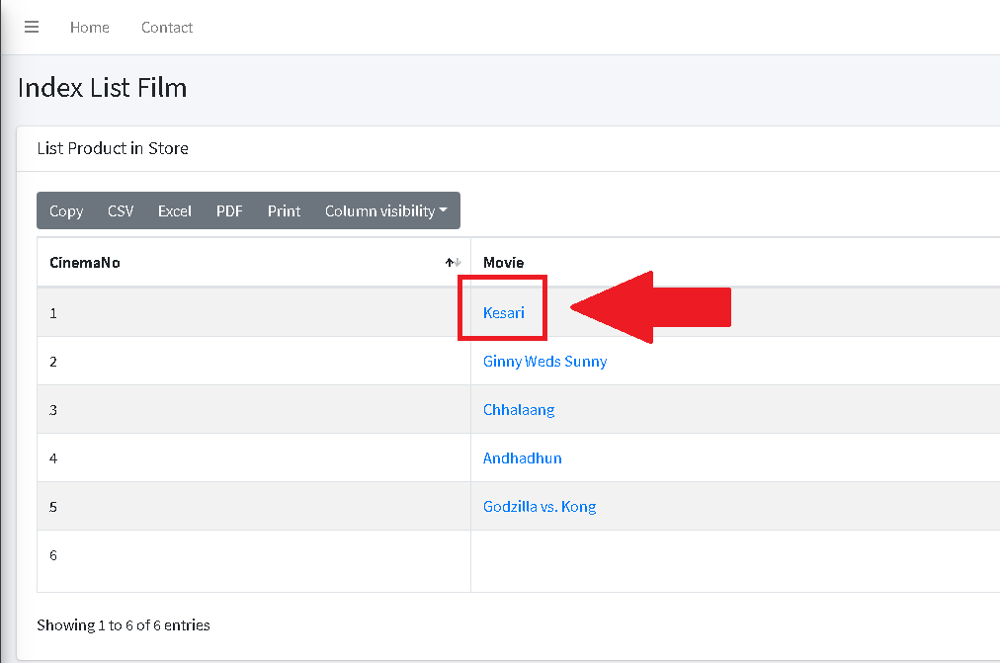 Home Contact
Index List Film
List Product in Store
Copy CSV Excel PDF Print Column visibility
CinemaNo Movie
1 Kesari
2 Ginny Weds Sunny
3 Chhalaang
4 Andhadhun
5 Godzilla vs. Kong
6
Showing 1 to 6 of 6 entries